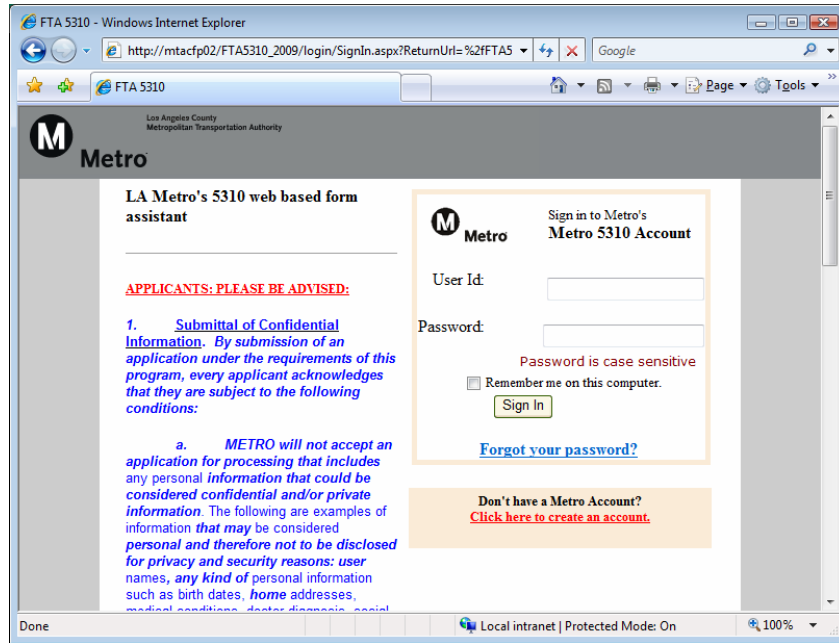 FTA 5310 - Windows Internet Explorer
http://mtacfp02/FTA5310_2009/login/SignIn.aspx?ReturnUrl=%2fFTA5
Google
FTA 5310
Page
Tools
Los Angeles County
Metropolitan Transportation Authority
M
Metro
LA Metro's 5310 web based form
assistant
APPLICANTS: PLEASE BE ADVISED:
1. Submittal of Confidential
Information. By submission of an
application under the requirements of this
program, every applicant acknowledges
that they are subject to the following
conditions:
a. METRO will not accept an
application for processing that includes
any personal information that could be
considered confidential and/or private
information. The following are examples of
information that may be considered
personal and therefore not to be disclosed
for privacy and security reasons: user
names, any kind of personal information
such as birth dates, home addresses,
medical conditions, doctor diagnosis, social
M
Metro
Sign in to Metro's
Metro 5310 Account
User Id:
Password:
Password is case sensitive
Remember me on this computer.
Sign In
Forgot your password?
Don't have a Metro Account?
Click here to create an account.
Done
Local intranet | Protected Mode: On
100%